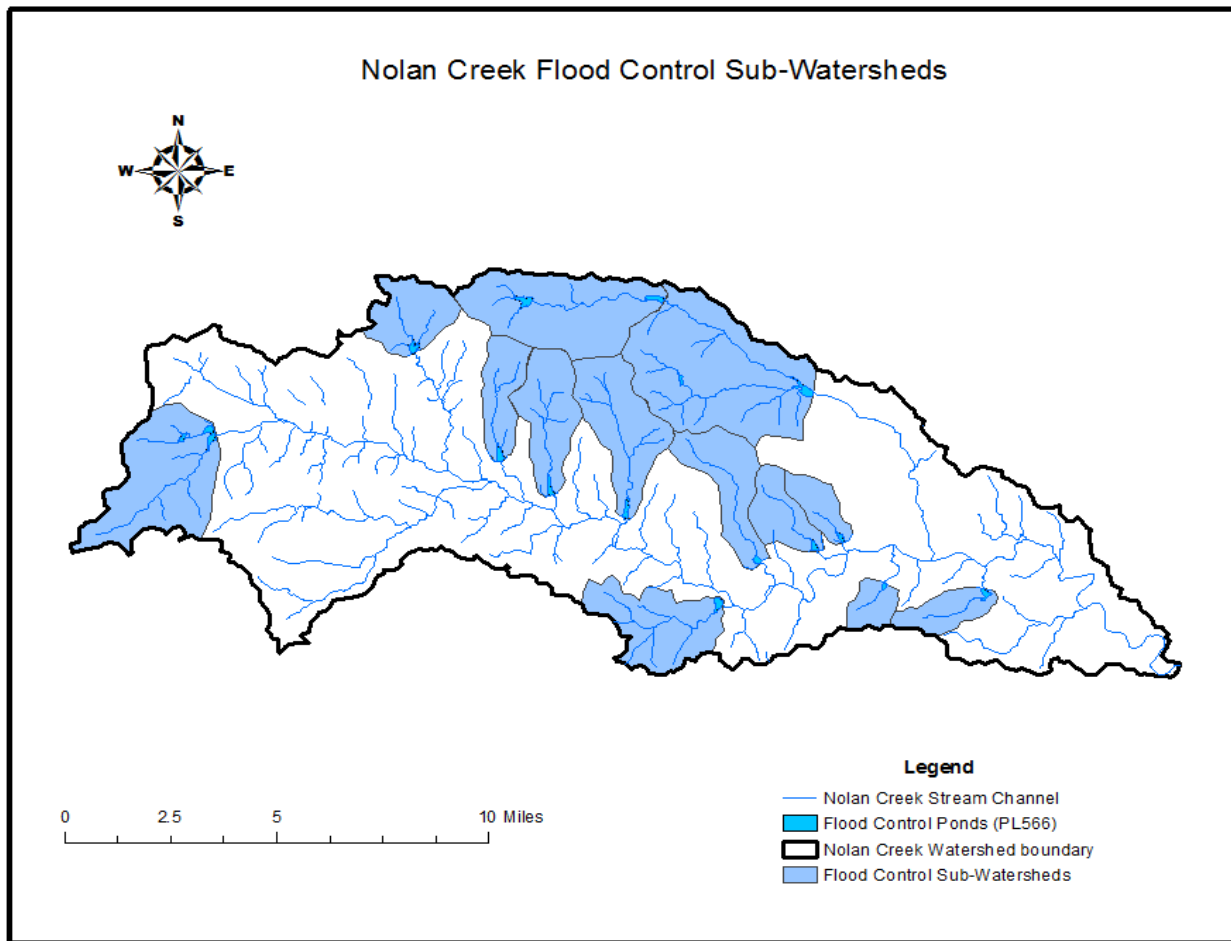 Nolan Creek Flood Control Sub-Watersheds
N
W E
S
Legend
Nolan Creek Stream Channel
Flood Control Ponds (PL566)
Nolan Creek Watershed boundary
Flood Control Sub-Watersheds
0 2.5 5 10 Miles